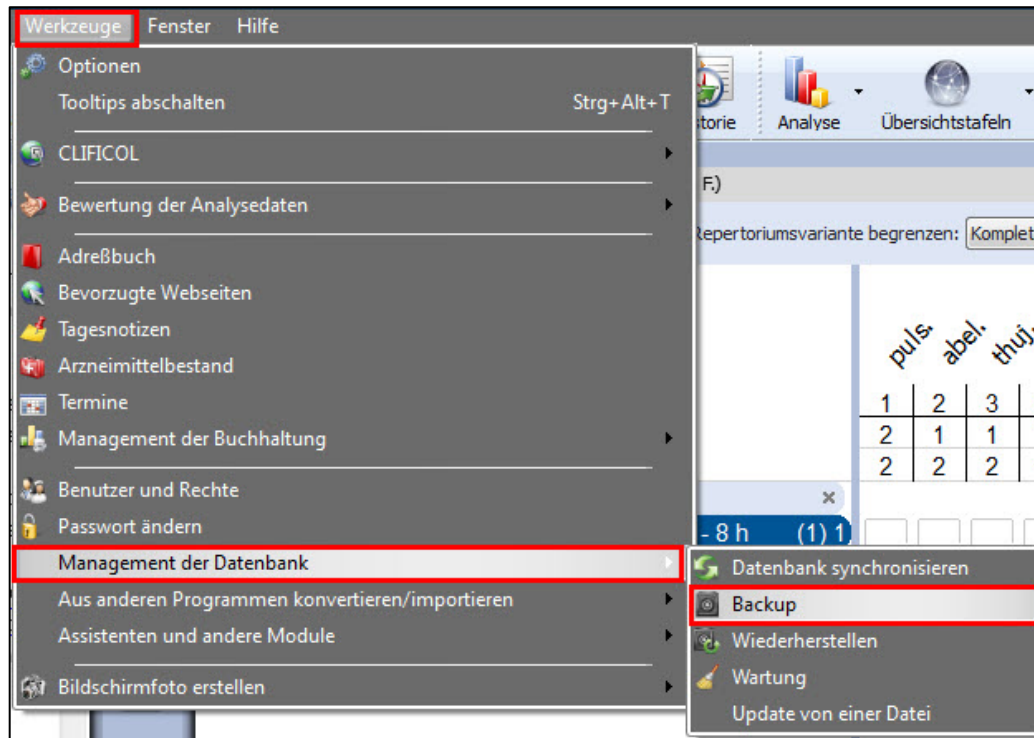 Werkzeuge Fenster Hilfe
Optionen
Tooltips abschalten Strg+Alt+T
CLIFICOL
Bewertung der Analysedaten
Adreßbuch
Bevorzugte Webseiten
Tagesnotizen
Arzneimittelbestand
Termine
Management der Buchhaltung
Benutzer und Rechte
Passwort ändern
Management der Datenbank
Aus anderen Programmen konvertieren/importieren
Assistenten und andere Module
Bildschirmfoto erstellen
Datenbank synchronisieren
Backup
Wiederherstellen
Wartung
Update von einer Datei
torie Analyse Übersichtstafeln
F.)
Repertoriumsvariante begrenzen: Komplet
puls. abel. thuj.
1 2 3
2 1 1
2 2 2
- 8 h (1) 1